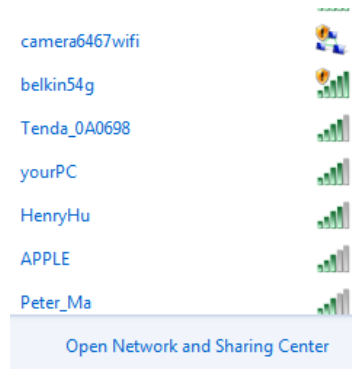 camera6467wifi
belkin54g
Tenda_0A0698
yourPC
HenryHu
APPLE
Peter_Ma
Open Network and Sharing Center